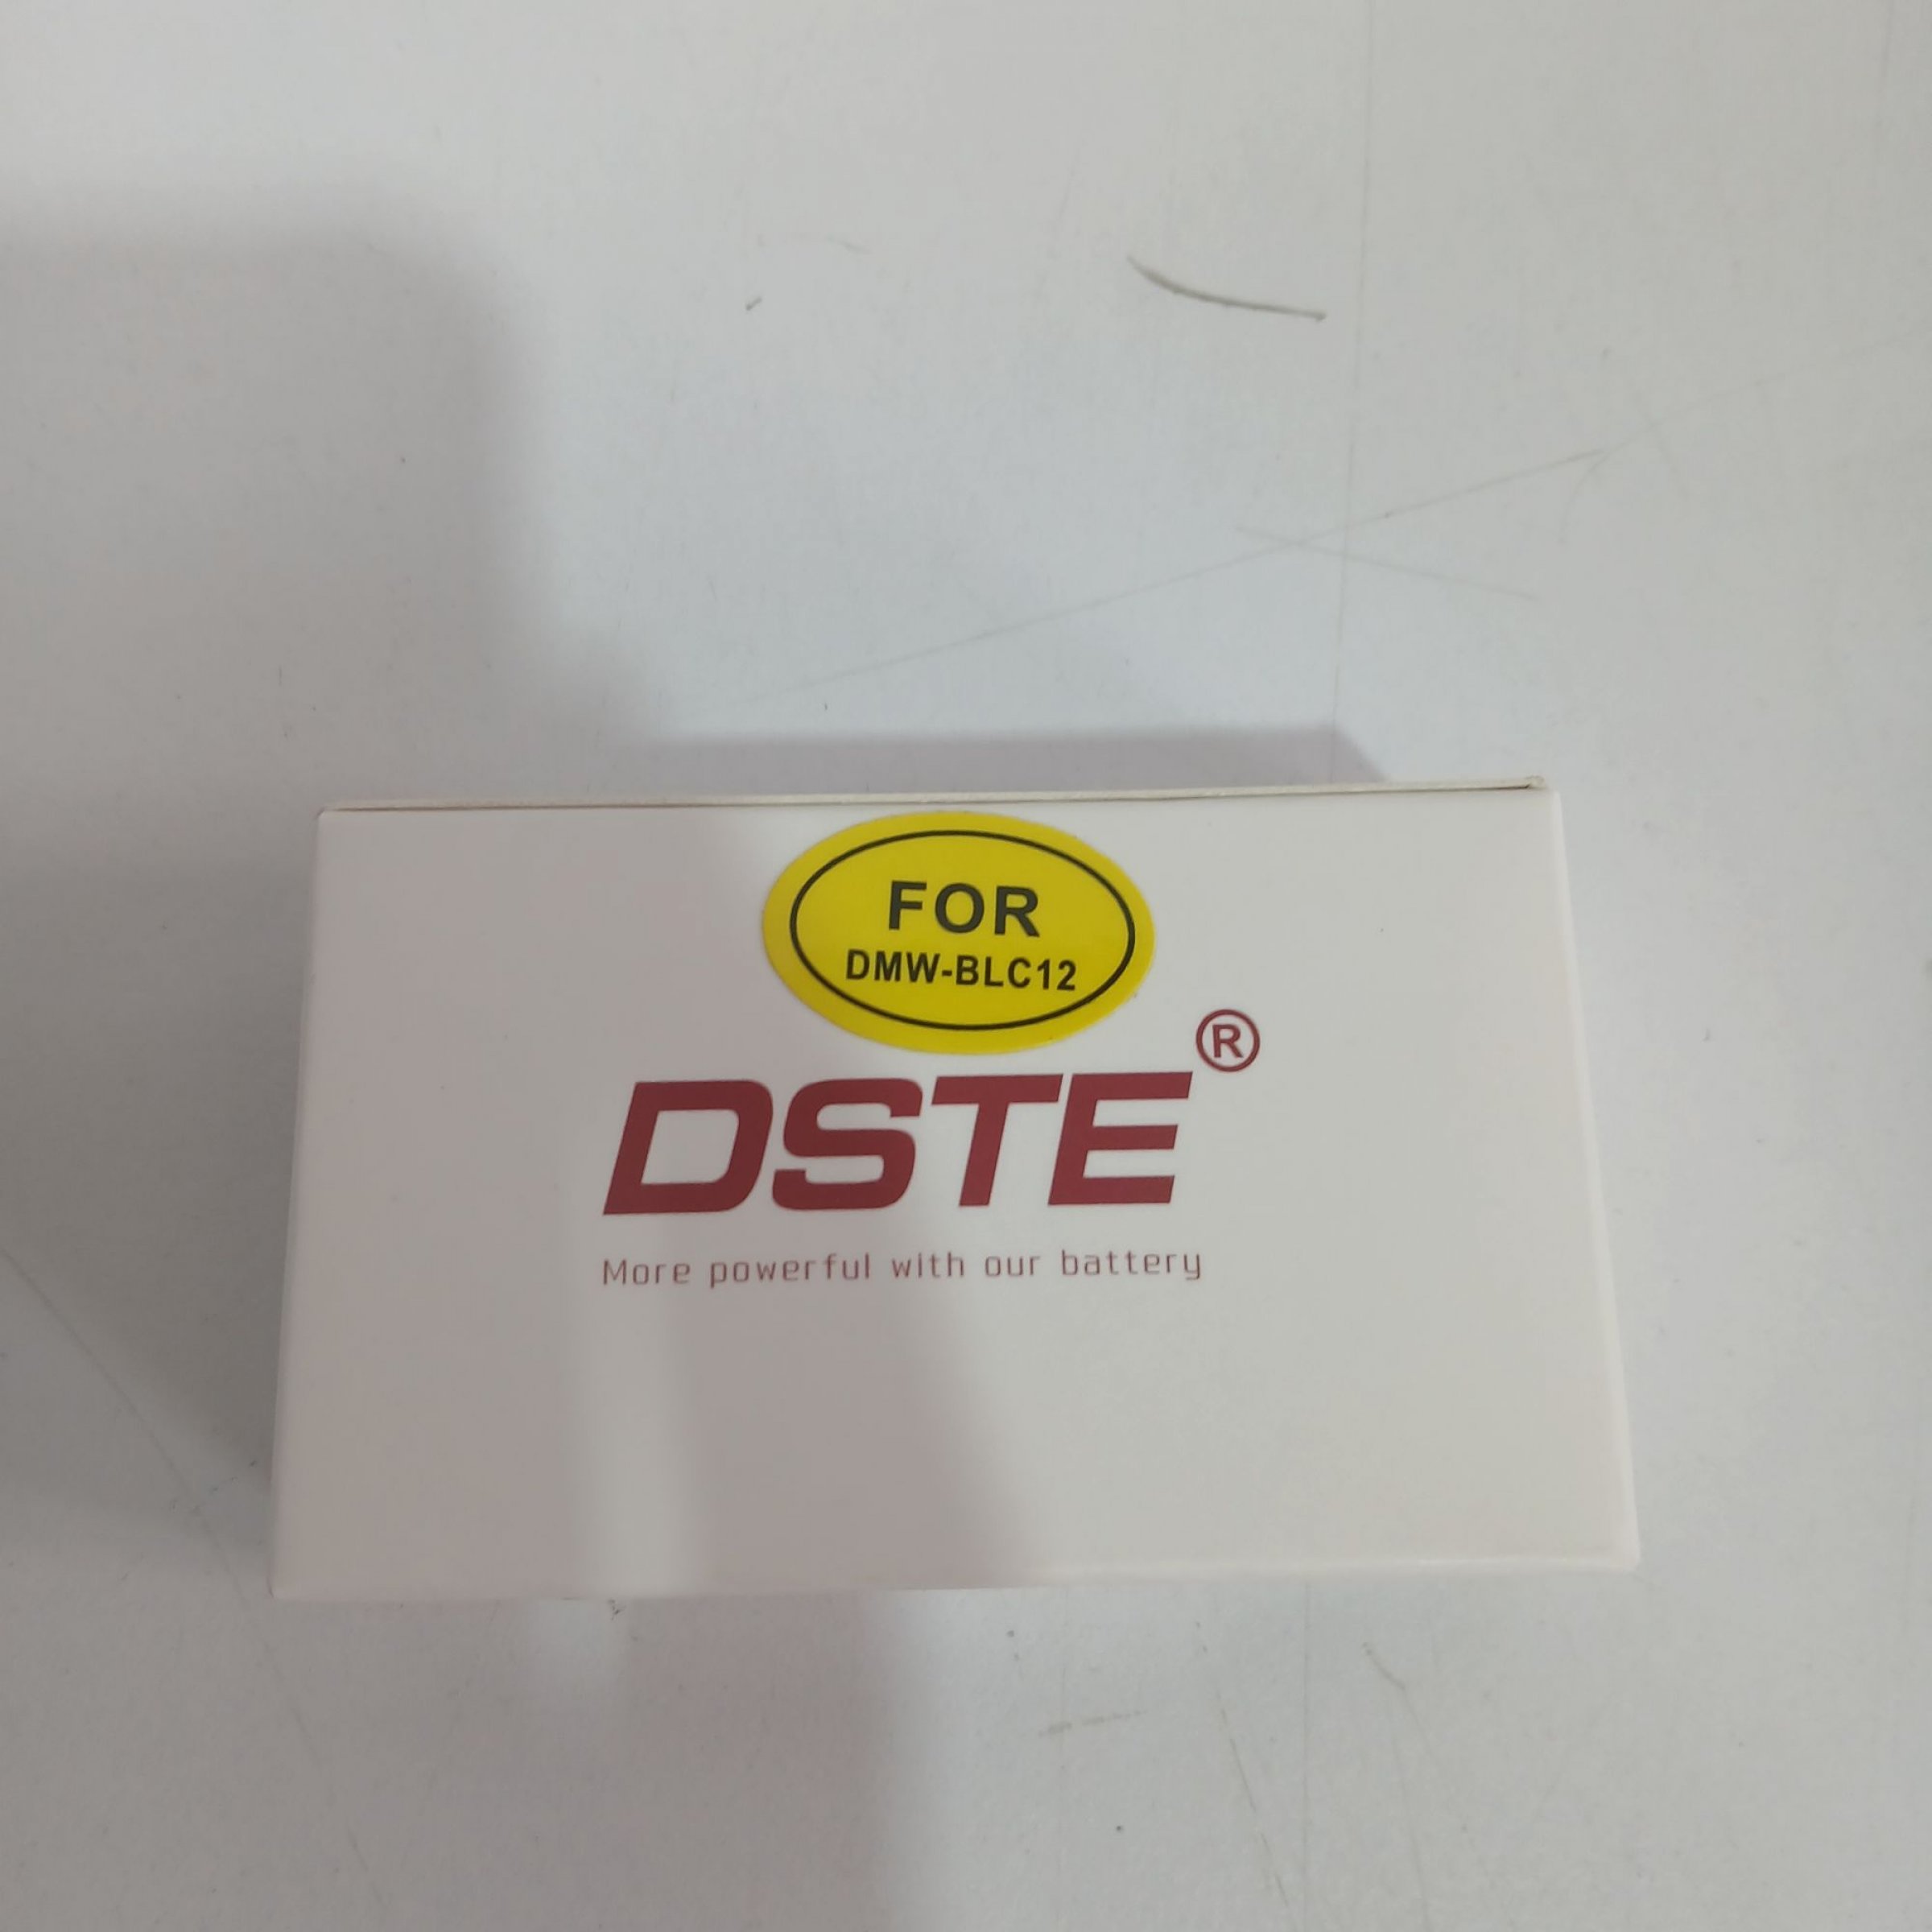 FOR
DMW-BLC12
DSTE®
More powerful with our battery